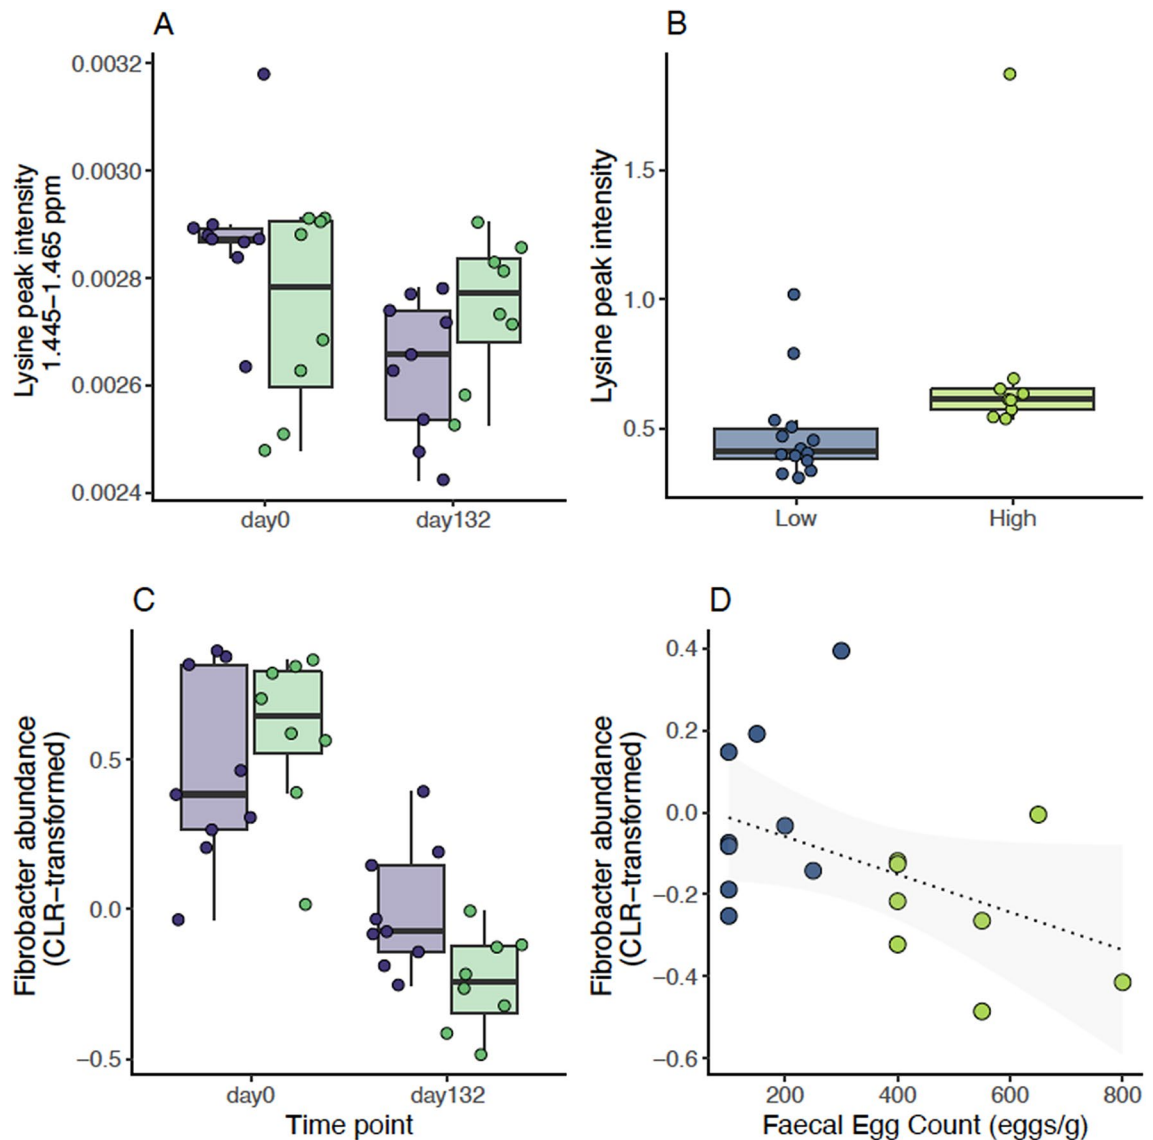 A
Lysine peak intensity
1.445–1.465 ppm
0.0032
0.0030
0.0028
0.0026
0.0024
day0
day132
B
Lysine peak intensity
1.5
1.0
0.5
Low
High
C
Fibrobacter abundance
(CLR−transformed)
0.5
0.0
−0.5
day0
day132
Time point
D
Fibrobacter abundance
(CLR−transformed)
0.4
0.2
0.0
−0.2
−0.4
−0.6
200
400
600
800
Faecal Egg Count (eggs/g)